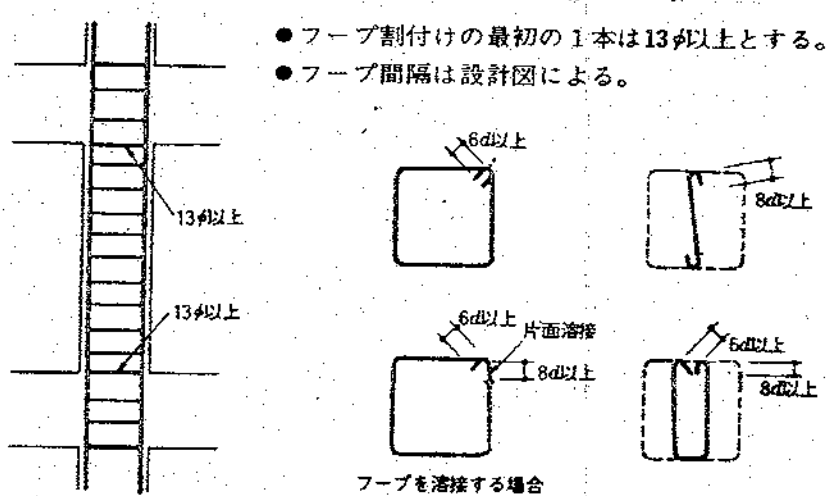 ●フープ割付けの最初の1本は13φ以上とする。
●フープ間隔は設計図による。
6d以上
8d以上
13φ以上
13φ以上
6d以上
片面溶接
8d以上
6d以上
8d以上
フープを溶接する場合